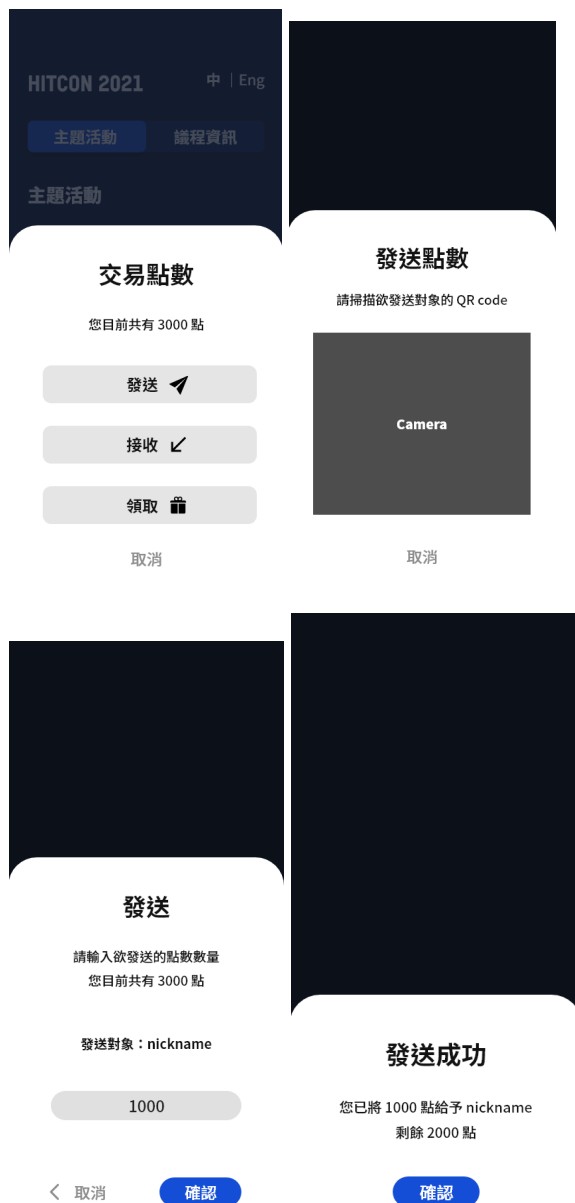 HITCON 2021
中 | Eng
主題活動
議程資訊
主題活動
交易點數
您目前共有 3000 點
發送
接收
領取
取消
發送點數
請掃描欲發送對象的 QR code
Camera
取消
發送
請輸入欲發送的點數數量
您目前共有 3000 點
發送對象：nickname
1000
取消
確認
發送成功
您已將 1000 點給予 nickname
剩餘 2000 點
確認